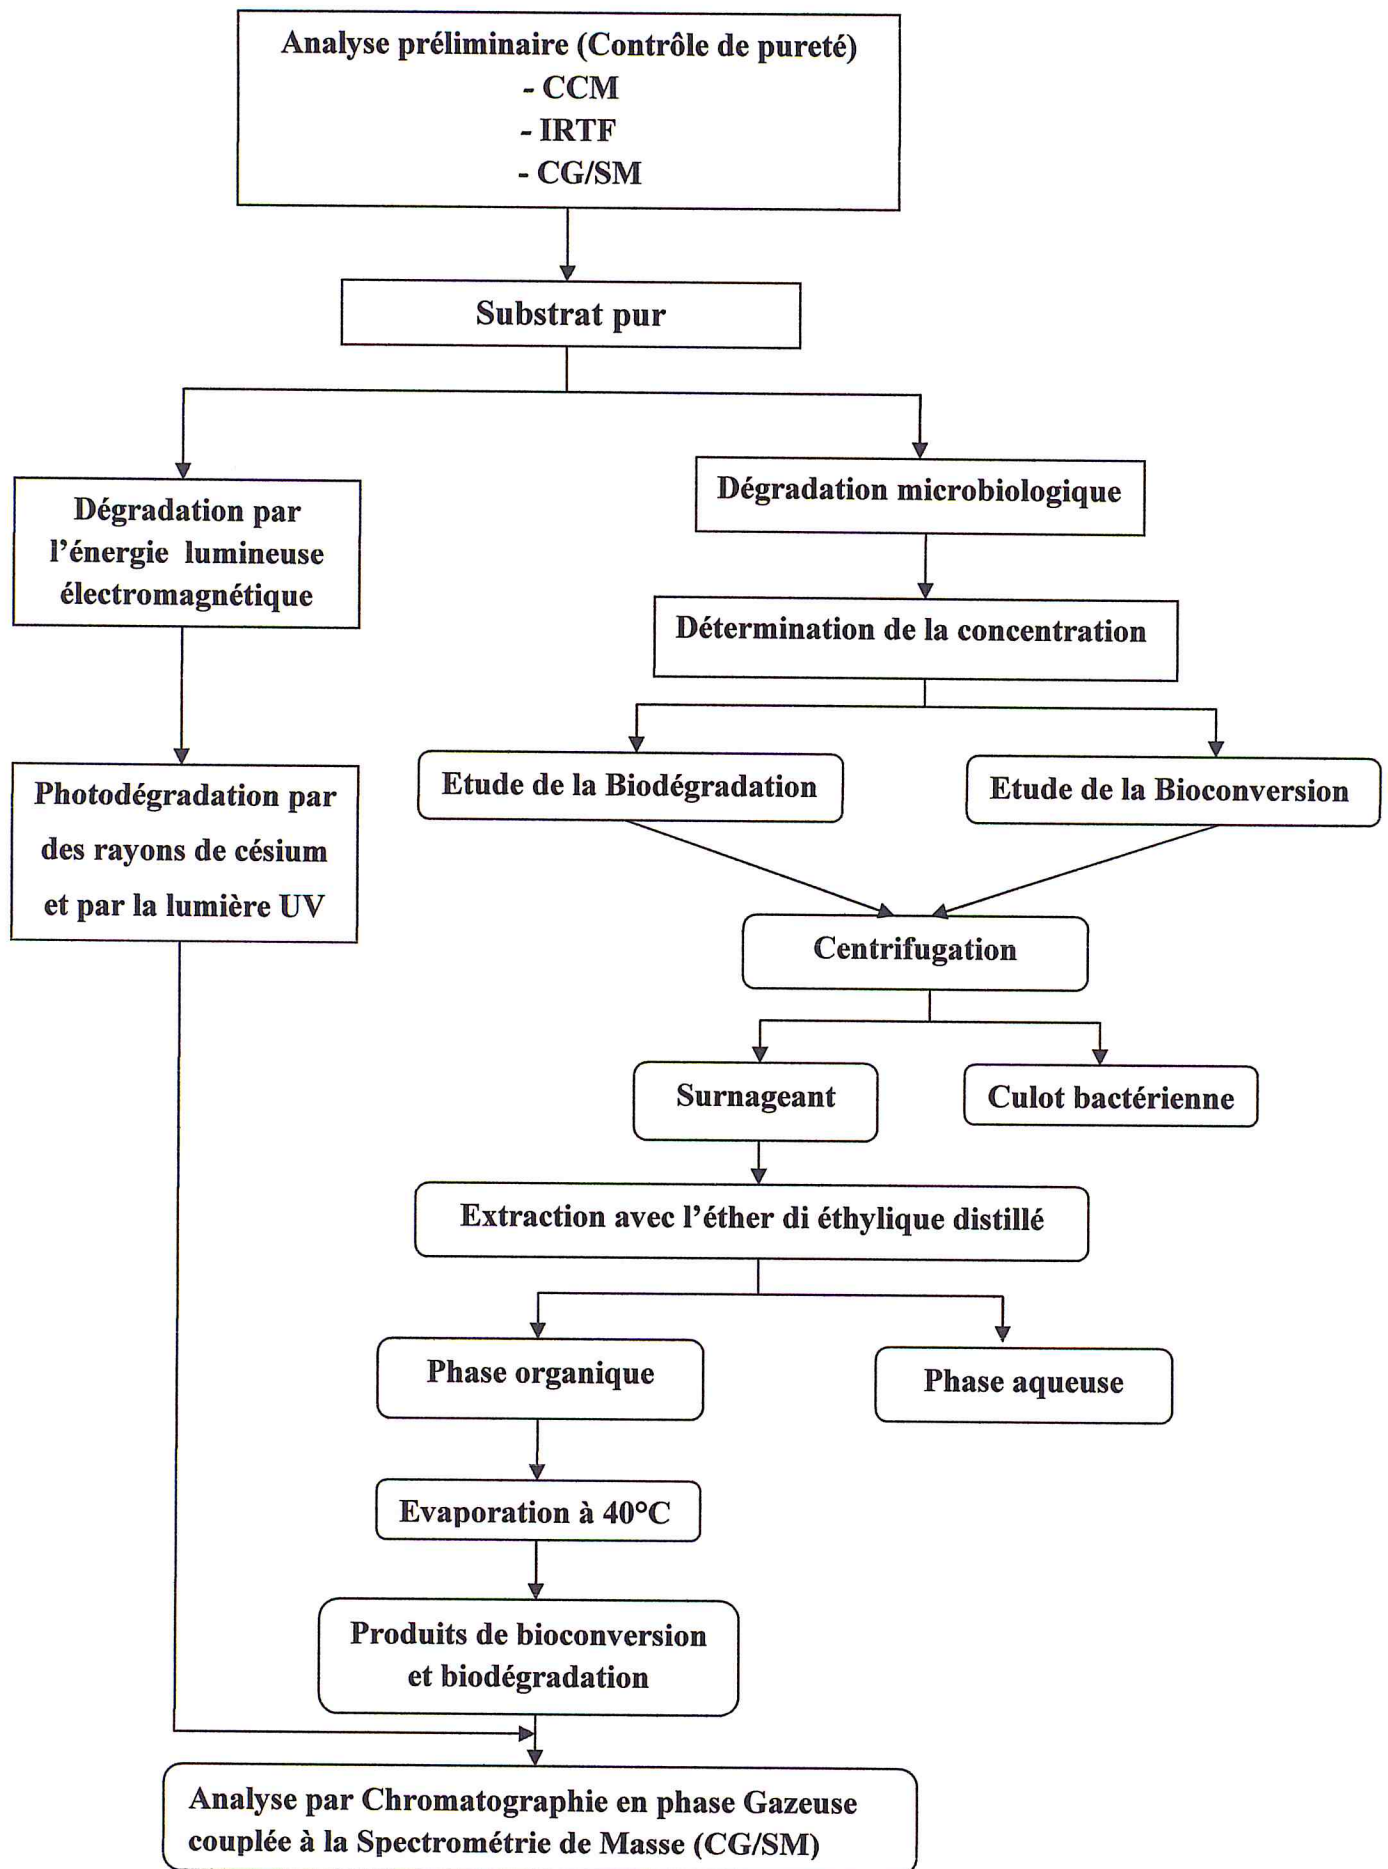 Analyse préliminaire (Contrôle de pureté)
- CCM
- IRTF
- CG/SM
Substrat pur
Dégradation par
l'énergie lumineuse
électromagnétique
Dégradation microbiologique
Détermination de la concentration
Photodégradation par
des rayons de césium
et par la lumière UV
Etude de la Biodégradation
Etude de la Bioconversion
Centrifugation
Surnageant
Culot bactérienne
Extraction avec l'éther di éthylique distillé
Phase organique
Phase aqueuse
Evaporation à 40°C
Produits de bioconversion
et biodégradation
Analyse par Chromatographie en phase Gazeuse
couplée à la Spectrométrie de Masse (CG/SM)